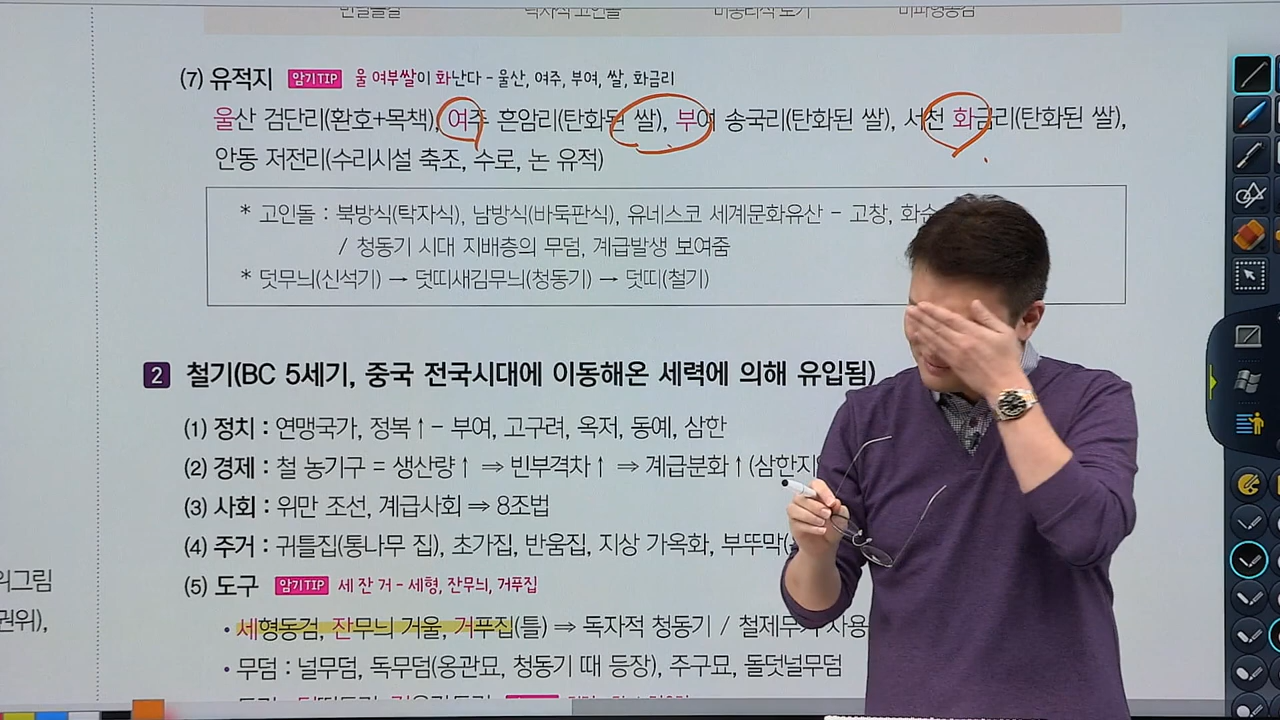 (7) 유적지 암기TIP 울 여부쌀이 화난다 - 울산, 여주, 부여, 쌀, 화금리
울산 검단리(환호+목책), 여주 흔암리(탄화된 쌀), 부여 송국리(탄화된 쌀), 서천 화금리(탄화된 쌀),
안동 저전리(수리시설 축조, 수로, 논 유적)
* 고인돌 : 북방식(탁자식), 남방식(바둑판식), 유네스코 세계문화유산 - 고창, 화순
/ 청동기 시대 지배층의 무덤, 계급발생 보여줌
* 덧무늬(신석기) → 덧띠새김무늬(청동기) → 덧띠(철기)
2 철기(BC 5세기, 중국 전국시대에 이동해온 세력에 의해 유입됨)
(1) 정치 : 연맹국가, 정복↑- 부여, 고구려, 옥저, 동예, 삼한
(2) 경제 : 철 농기구 = 생산량↑ ⇒ 빈부격차↑ ⇒ 계급분화↑(삼한지
(3) 사회 : 위만 조선, 계급사회 ⇒ 8조법
(4) 주거 : 귀틀집(통나무 집), 초가집, 반움집, 지상 가옥화, 부뚜막(
(5) 도구 암기TIP 세 잔 거 - 세형, 잔무늬, 거푸집
• 세형동검, 잔무늬 거울, 거푸집(틀) ⇒ 독자적 청동기 / 철제무기 사용
• 무덤 : 널무덤, 독무덤(옹관묘, 청동기 때 등장), 주구묘, 돌덧널무덤
위그림
권위),